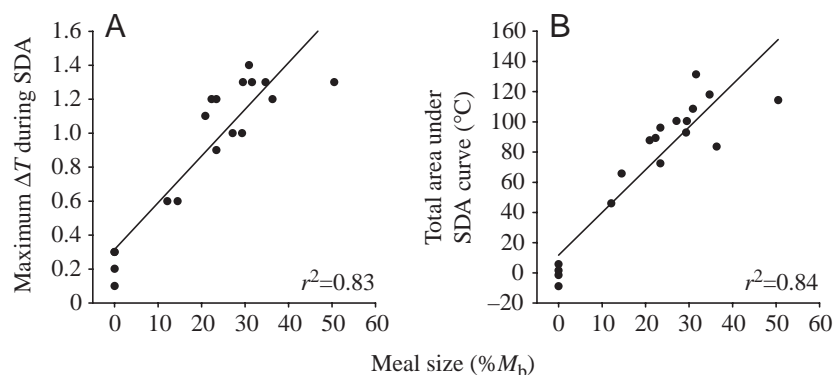 A
Maximum ΔT during SDA
1.6
1.4
1.2
1.0
0.8
0.6
0.4
0.2
0
0 10 20 30 40 50 60
r²=0.83
B
Total area under
SDA curve (°C)
160
140
120
100
80
60
40
20
0
–20
0 10 20 30 40 50 60
r²=0.84
Meal size (%Mb)